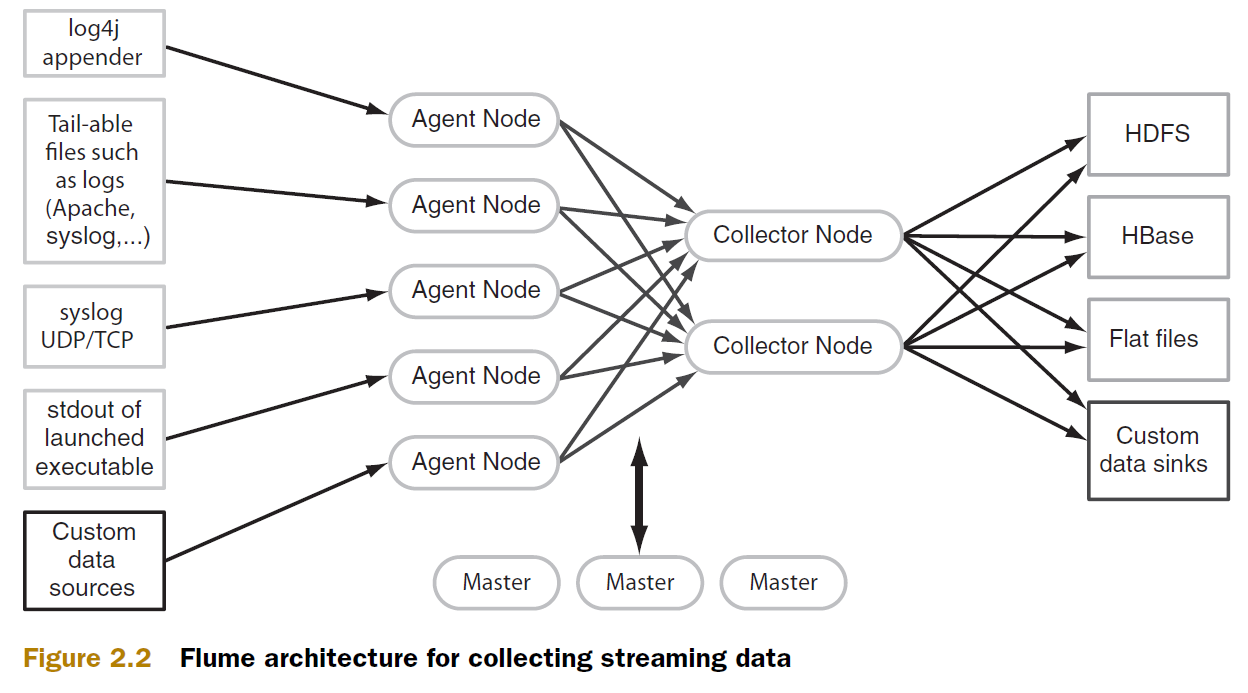 log4j
appender
Tail-able
files such
as logs
(Apache,
syslog,...)
syslog
UDP/TCP
stdout of
launched
executable
Custom
data
sources
Agent Node
Agent Node
Agent Node
Agent Node
Agent Node
Collector Node
Collector Node
Master
Master
Master
HDFS
HBase
Flat files
Custom
data sinks
Figure 2.2 Flume architecture for collecting streaming data